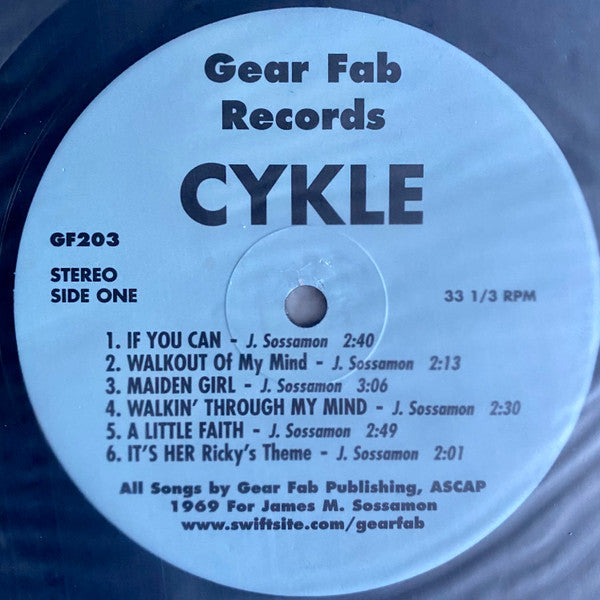 Gear Fab
Records
CYKLE
GF203
STEREO
SIDE ONE
33 1/3 RPM
1. IF YOU CAN - J. Sossamon 2:40
2. WALKOUT Of My Mind - J. Sossamon 2:13
3. MAIDEN GIRL - J. Sossamon 3:06
4. WALKIN' THROUGH MY MIND - J. Sossamon 2:30
5. A LITTLE FAITH - J. Sossamon 2:49
6. IT'S HER Ricky's Theme - J. Sossamon 2:01
All Songs by Gear Fab Publishing, ASCAP
1969 For James M. Sossamon
www.swiftsite.com/gearfab